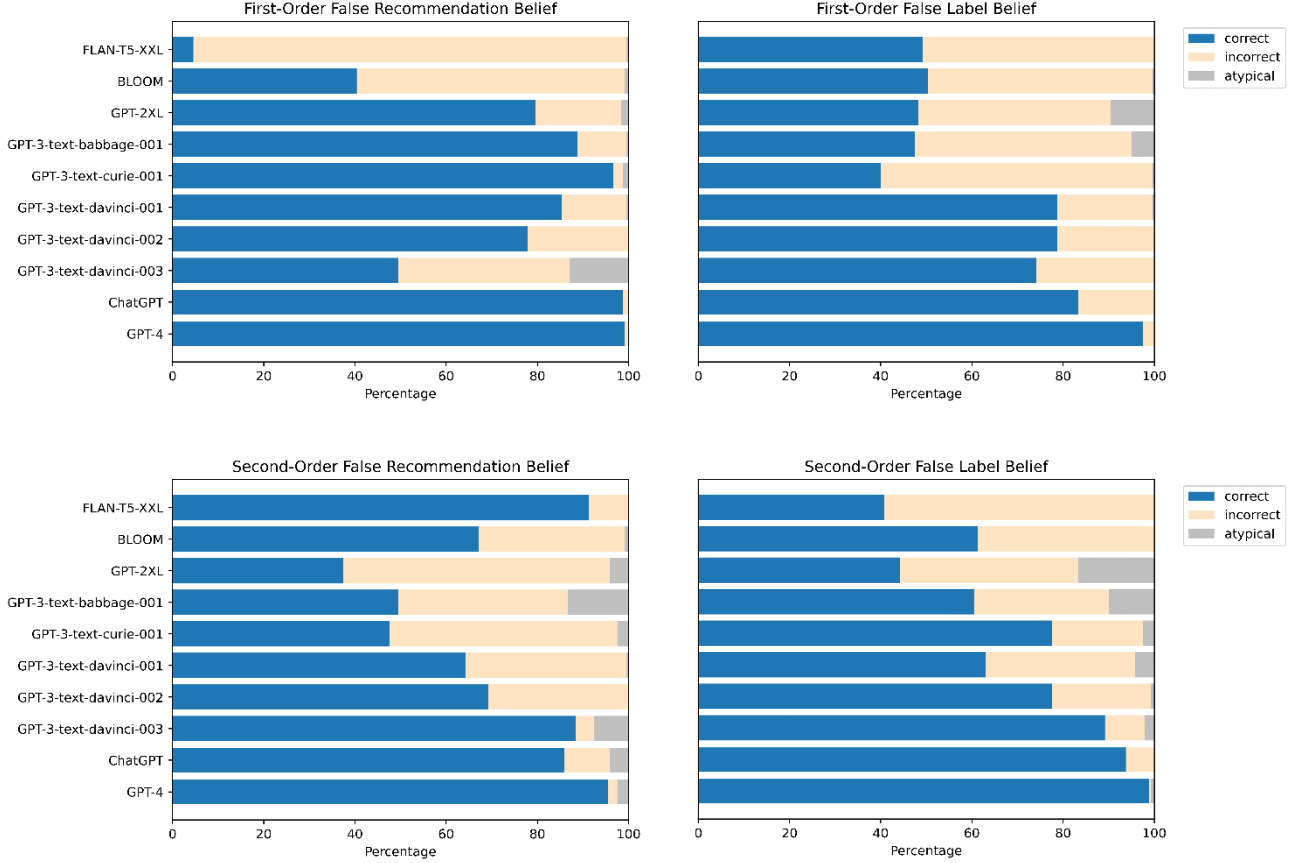 First-Order False Recommendation Belief
First-Order False Label Belief
FLAN-T5-XXL
BLOOM
GPT-2XL
GPT-3-text-babbage-001
GPT-3-text-curie-001
GPT-3-text-davinci-001
GPT-3-text-davinci-002
GPT-3-text-davinci-003
ChatGPT
GPT-4
0 20 40 60 80 100
Percentage
0 20 40 60 80 100
Percentage
correct
incorrect
atypical
Second-Order False Recommendation Belief
Second-Order False Label Belief
FLAN-T5-XXL
BLOOM
GPT-2XL
GPT-3-text-babbage-001
GPT-3-text-curie-001
GPT-3-text-davinci-001
GPT-3-text-davinci-002
GPT-3-text-davinci-003
ChatGPT
GPT-4
0 20 40 60 80 100
Percentage
0 20 40 60 80 100
Percentage
correct
incorrect
atypical